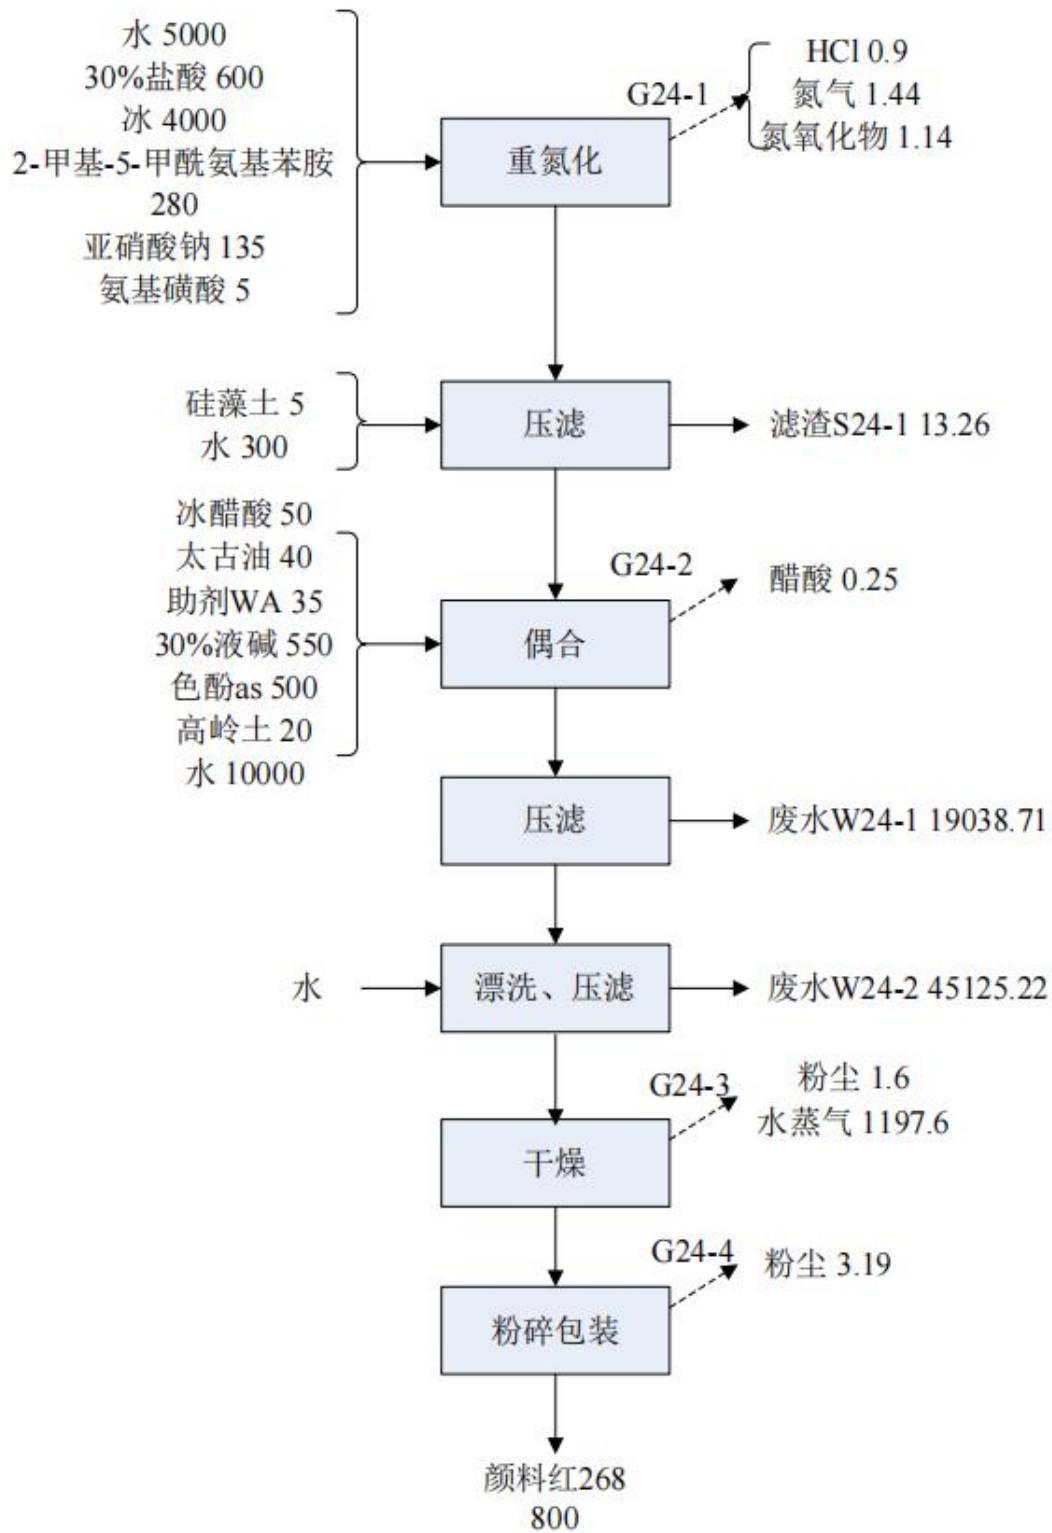 水 5000
30%盐酸 600
冰 4000
2-甲基-5-甲酰氨基苯胺
280
亚硝酸钠 135
氨基磺酸 5
G24-1
HCl 0.9
氮气 1.44
氮氧化物 1.14
重氮化
硅藻土 5
水 300
压滤
滤渣S24-1 13.26
冰醋酸 50
太古油 40
助剂WA 35
30%液碱 550
色酚as 500
高岭土 20
水 10000
G24-2
醋酸 0.25
偶合
压滤
废水W24-1 19038.71
水
漂洗、压滤
废水W24-2 45125.22
G24-3
粉尘 1.6
水蒸气 1197.6
干燥
G24-4
粉尘 3.19
粉碎包装
颜料红268
800